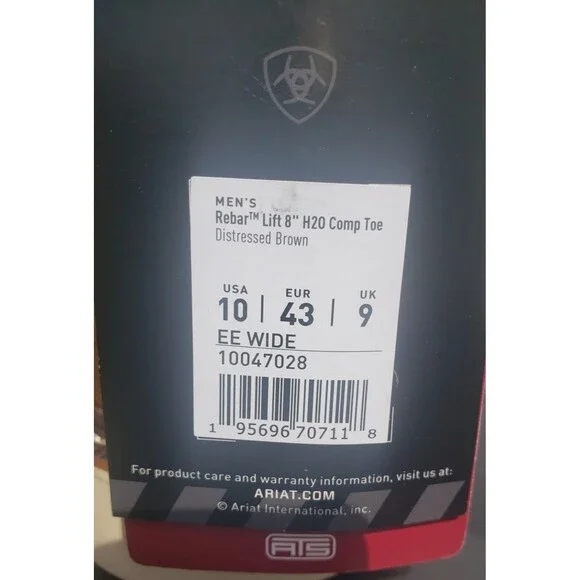 MEN'S
Rebar™ Lift 8" H2O Comp Toe
Distressed Brown
USA EUR UK
10 | 43 | 9
EE WIDE
10047028
1 95696 70711 8
For product care and warranty information, visit us at:
ARIAT.COM
© Ariat International, inc.
ATS